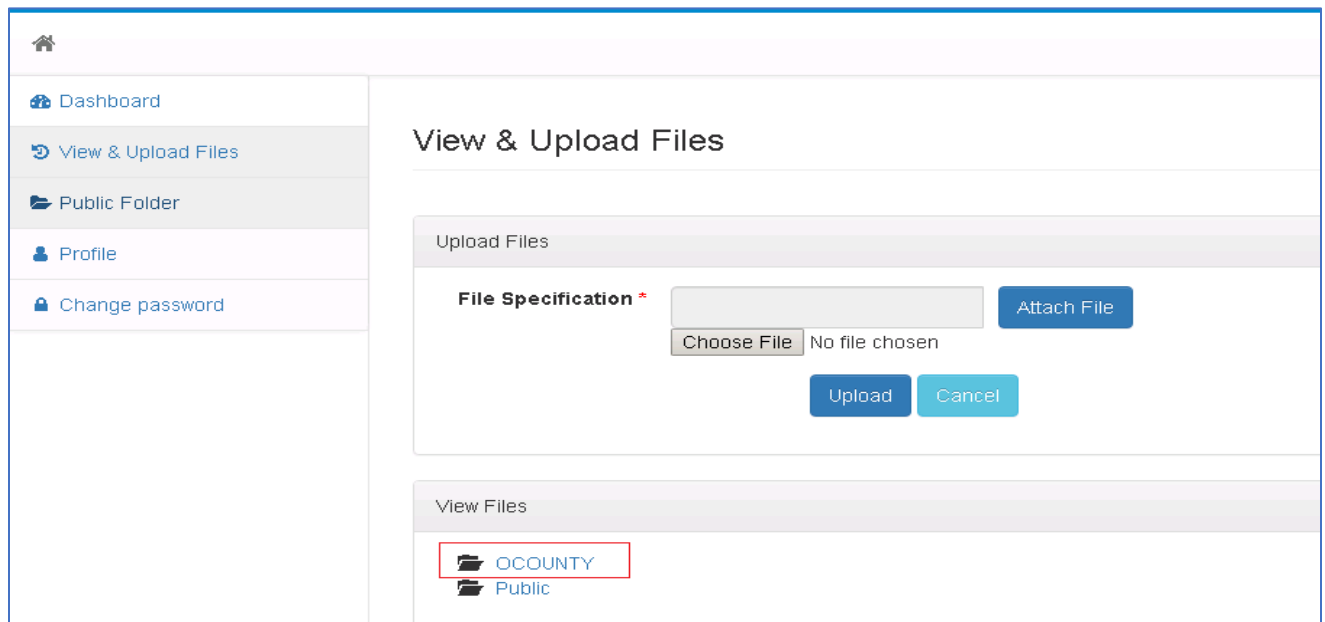 Dashboard
View & Upload Files
Public Folder
Profile
Change password
View & Upload Files
Upload Files
File Specification *
Attach File
Choose File No file chosen
Upload Cancel
View Files
OCOUNTY
Public